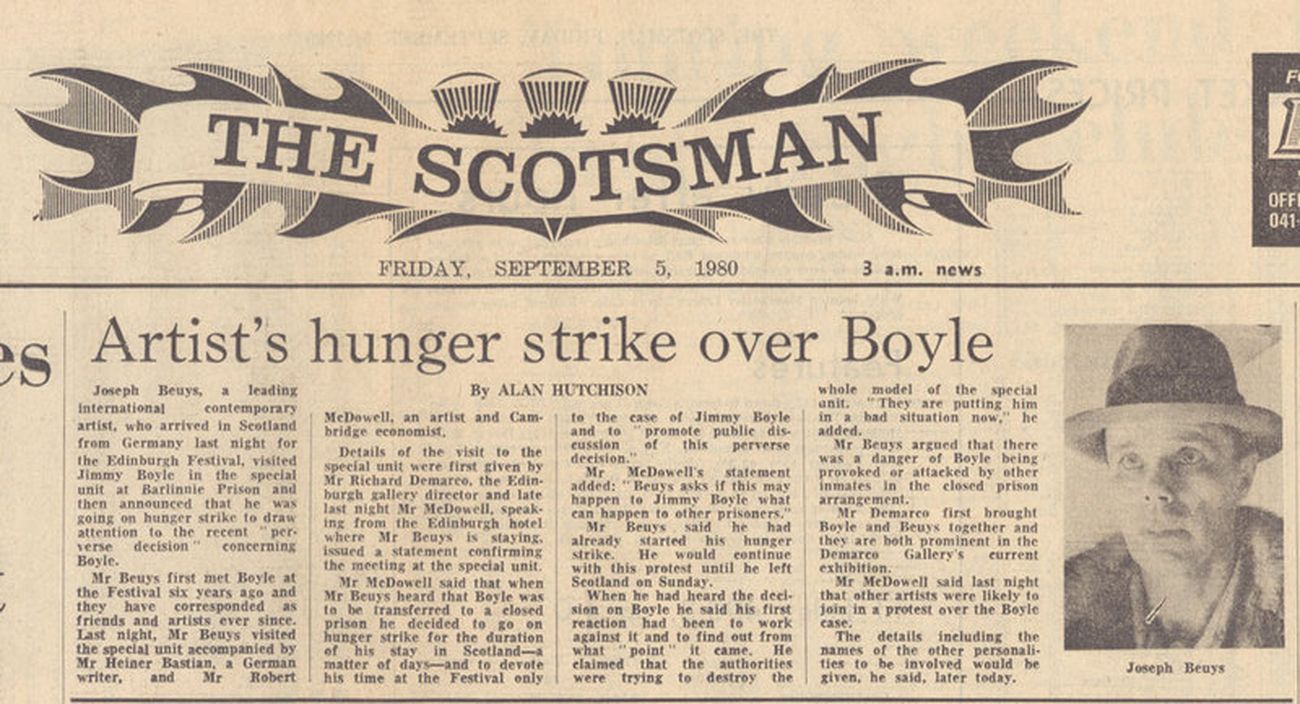 THE SCOTSMAN
FRIDAY, SEPTEMBER 5, 1980
3 a.m. news
es
Artist's hunger strike over Boyle
Joseph Beuys, a leading
international contemporary
artist, who arrived in Scotland
from Germany last night for
the Edinburgh Festival, visited
Jimmy Boyle in the special
unit at Barlinnie Prison and
then announced that he was
going on hunger strike to draw
attention to the recent "per-
verse decision" concerning
Boyle.
Mr Beuys first met Boyle at
the Festival six years ago and
they have corresponded as
friends and artists ever since.
Last night, Mr Beuys visited
the special unit accompanied by
Mr Heiner Bastian, a German
writer, and Mr Robert
By ALAN HUTCHISON
McDowell, an artist and Cam-
bridge economist.
Details of the visit to the
special unit were first given by
Mr Richard Demarco, the Edin-
burgh gallery director and late
last night Mr McDowell, speak-
ing from the Edinburgh hotel
where Mr Beuys is staying,
issued a statement confirming
the meeting at the special unit.
Mr McDowell said that when
Mr Beuys heard that Boyle was
to be transferred to a closed
prison he decided to go on
hunger strike for the duration
of his stay in Scotland—a
matter of days—and to devote
his time at the Festival only
to the case of Jimmy Boyle
and to "promote public dis-
cussion of this perverse
decision."
Mr McDowell's statement
added: "Beuys asks if this may
happen to Jimmy Boyle what
can happen to other prisoners."
Mr Beuys said he had
already started his hunger
strike. He would continue
with this protest until he left
Scotland on Sunday.
When he had heard the deci-
sion on Boyle he said his first
reaction had been to work
against it and to find out from
what "point" it came. He
claimed that the authorities
were trying to destroy the
whole model of the special
unit. "They are putting him
in a bad situation now," he
added.
Mr Beuys argued that there
was a danger of Boyle being
provoked or attacked by other
inmates in the closed prison
arrangement.
Mr Demarco first brought
Boyle and Beuys together and
they are both prominent in the
Demarco Gallery's current
exhibition.
Mr McDowell said last night
that other artists were likely to
join in a protest over the Boyle
case.
The details including the
names of the other personali-
ties to be involved would be
given, he said, later today.
Joseph Beuys
OFFI
041-